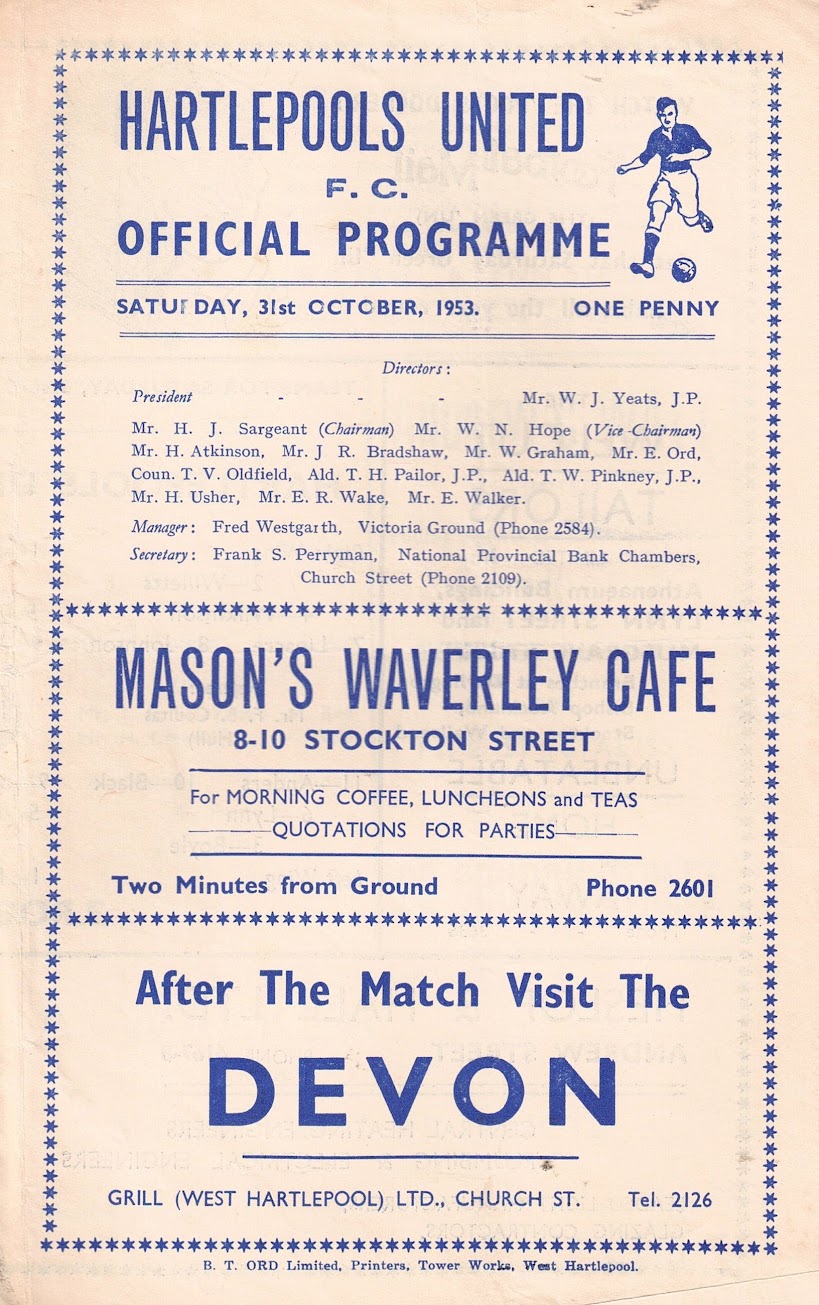 HARTLEPOOLS UNITED
F. C.
OFFICIAL PROGRAMME
SATURDAY, 31st OCTOBER, 1953. ONE PENNY
Directors:
President - - - Mr. W. J. Yeats, J.P.
Mr. H. J. Sargeant (Chairman) Mr. W. N. Hope (Vice-Chairman)
Mr. H. Atkinson, Mr. J R. Bradshaw, Mr. W. Graham, Mr. E. Ord,
Coun. T. V. Oldfield, Ald. T. H. Pailor, J.P., Ald. T. W. Pinkney, J.P.,
Mr. H. Usher, Mr. E. R. Wake, Mr. E. Walker.
Manager: Fred Westgarth, Victoria Ground (Phone 2584).
Secretary: Frank S. Perryman, National Provincial Bank Chambers,
Church Street (Phone 2109).
MASON'S WAVERLEY CAFE
8-10 STOCKTON STREET
For MORNING COFFEE, LUNCHEONS and TEAS
QUOTATIONS FOR PARTIES
Two Minutes from Ground Phone 2601
After The Match Visit The
DEVON
GRILL (WEST HARTLEPOOL) LTD., CHURCH ST. Tel. 2126
B. T. ORD Limited, Printers, Tower Works, West Hartlepool.